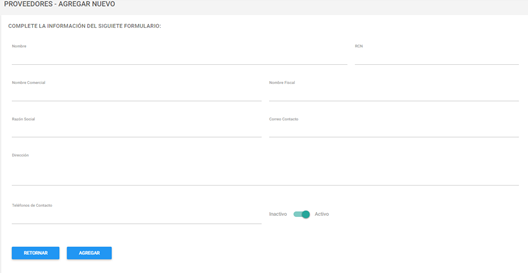 PROVEEDORES - AGREGAR NUEVO
COMPLETE LA INFORMACIÓN DEL SIGUIETE FORMULARIO:
Nombre
RCN
Nombre Comercial
Nombre Fiscal
Razón Social
Correo Contacto
Dirección
Teléfonos de Contacto
Inactivo Activo
RETORNAR AGREGAR